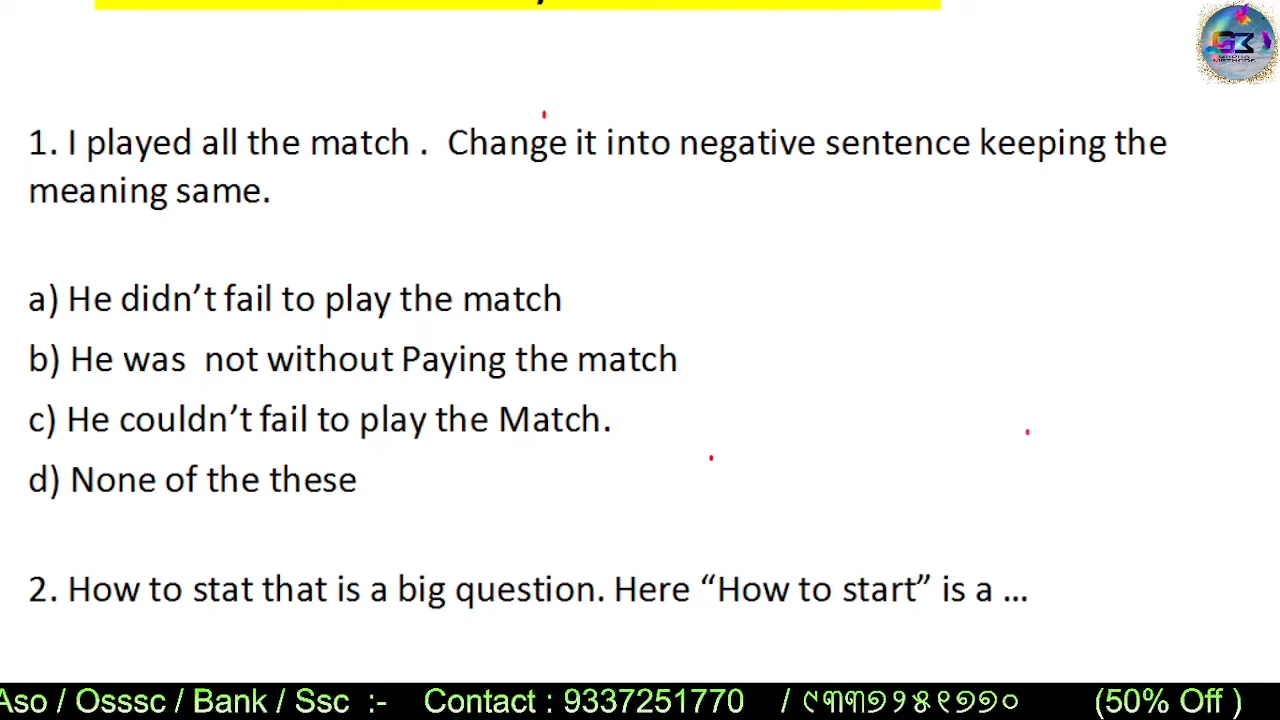 1. I played all the match .  Change it into negative sentence keeping the
meaning same.
a) He didn’t fail to play the match
b) He was  not without Paying the match
c) He couldn’t fail to play the Match.
d) None of the these
2. How to stat that is a big question. Here “How to start” is a ...
Aso / Osssc / Bank / Ssc  :-    Contact : 9337251770    / ୯୩୩୭୨୫୧୭୭୦    (50% Off )